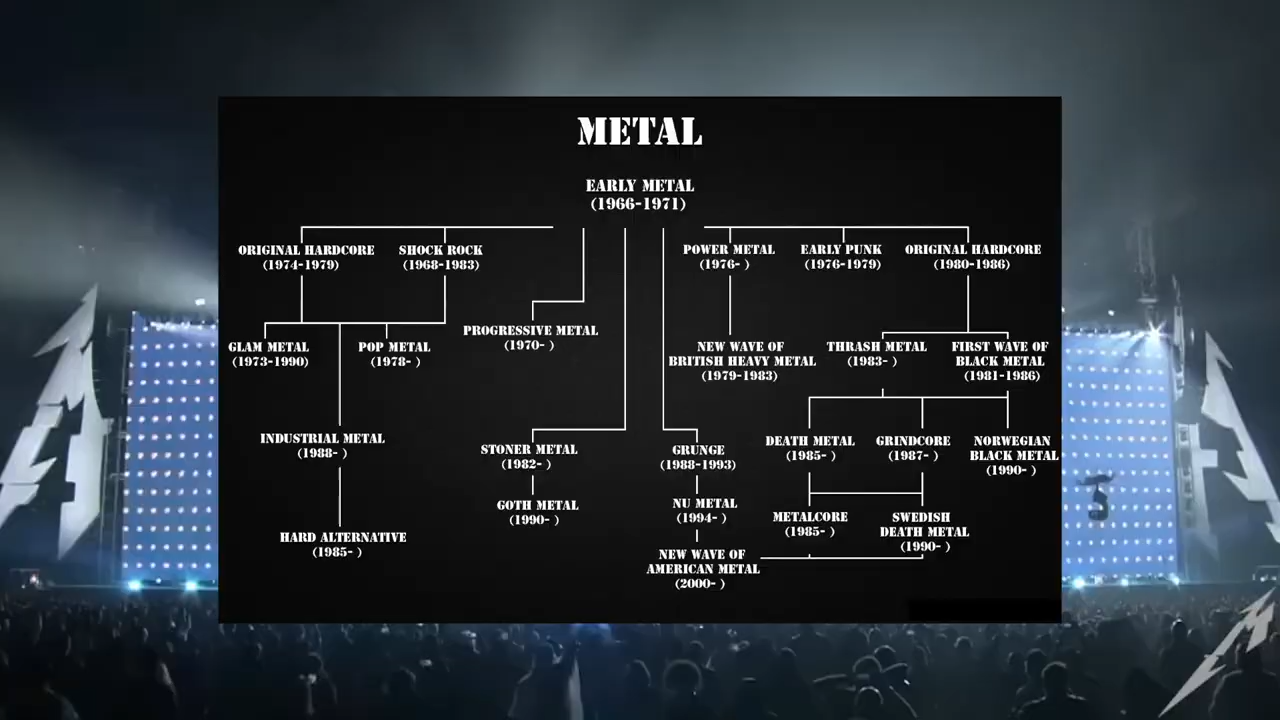 METAL
EARLY METAL
(1966-1971)
ORIGINAL HARDCORE
(1974-1979)
SHOCK ROCK
(1968-1983)
POWER METAL
(1976- )
EARLY PUNK
(1976-1979)
ORIGINAL HARDCORE
(1980-1986)
GLAM METAL
(1973-1990)
POP METAL
(1978- )
PROGRESSIVE METAL
(1970- )
NEW WAVE OF
BRITISH HEAVY METAL
(1979-1983)
THRASH METAL
(1983- )
FIRST WAVE OF
BLACK METAL
(1981-1986)
INDUSTRIAL METAL
(1988- )
STONER METAL
(1982- )
GRUNGE
(1988-1993)
DEATH METAL
(1985- )
GRINDCORE
(1987- )
NORWEGIAN
BLACK METAL
(1990- )
GOTH METAL
(1990- )
NU METAL
(1994- )
METALCORE
(1985- )
SWEDISH
DEATH METAL
(1990- )
HARD ALTERNATIVE
(1985- )
NEW WAVE OF
AMERICAN METAL
(2000- )